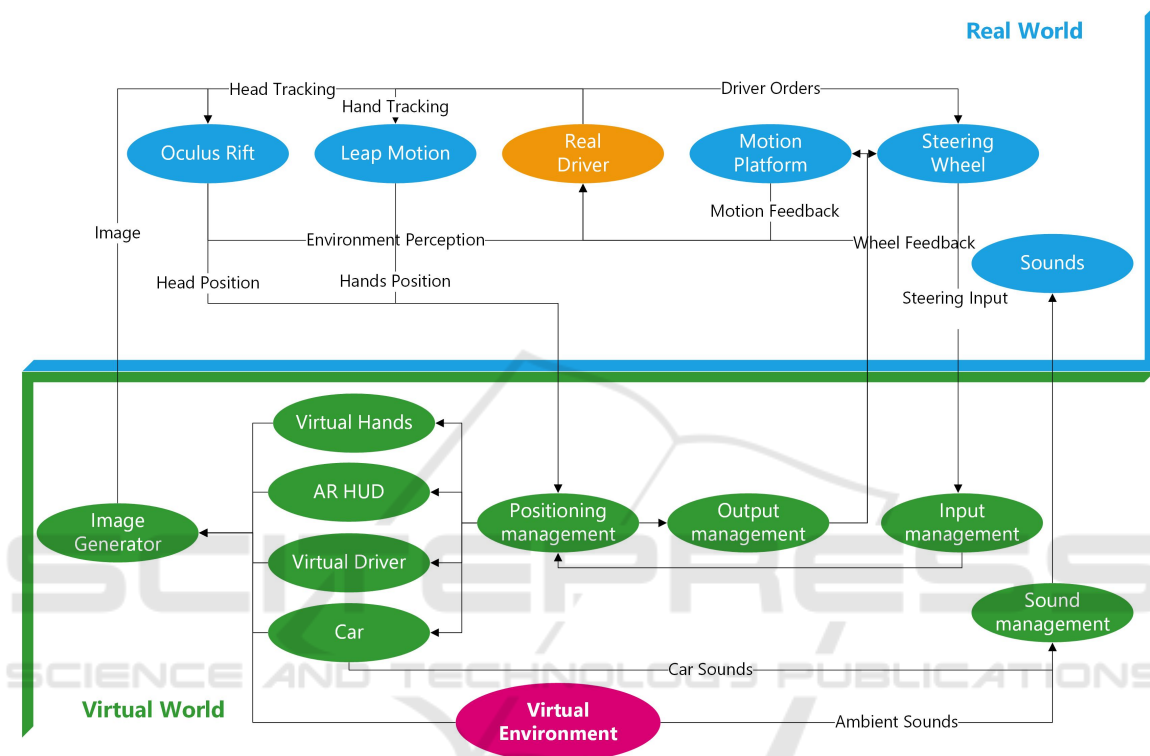 Real World
Head Tracking
Driver Orders
Hand Tracking
Oculus Rift
Leap Motion
Real
Driver
Motion
Platform
Steering
Wheel
Motion Feedback
Image
Environment Perception
Wheel Feedback
Sounds
Head Position
Hands Position
Steering Input
Virtual Hands
AR HUD
Image
Generator
Positioning
management
Output
management
Input
management
Virtual Driver
Car
Sound
management
Car Sounds
Virtual World
Virtual
Environment
Ambient Sounds
SCITEPRESS
SCIENCE AND TECHNOLOGY PUBLICATIONS